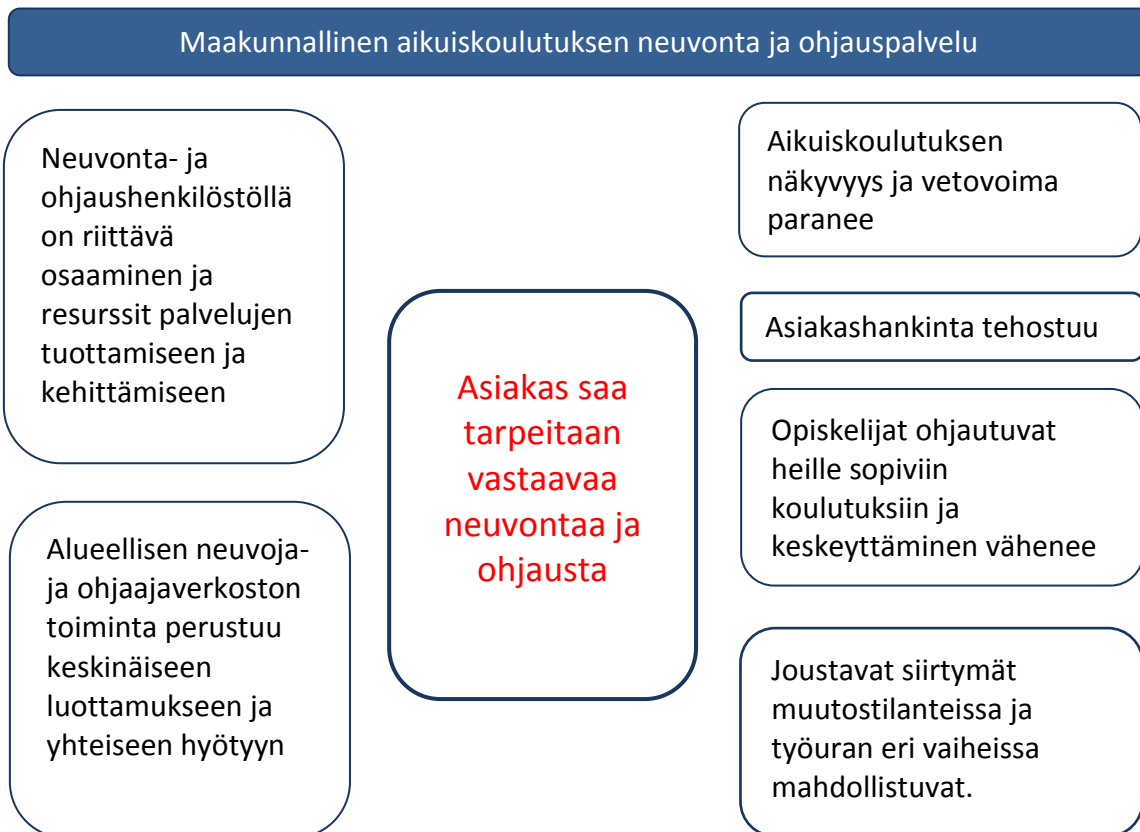 Maakunnallinen aikuiskoulutuksen neuvonta ja ohjauspalvelu
Neuvonta- ja
ohjaushenkilöstöllä
on riittävä
osaaminen ja
resurssit palvelujen
tuottamiseen ja
kehittämiseen
Alueellisen neuvoja-
ja ohjaajaverkoston
toiminta perustuu
keskinäiseen
luottamukseen ja
yhteiseen hyötyyn
Asiakas saa
tarpeitaan
vastaavaa
neuvontaa ja
ohjausta
Aikuiskoulutuksen
näkyvyys ja vetovoima
paranee
Asiakashankinta tehostuu
Opiskelijat ohjautuvat
heille sopiviin
koulutuksiin ja
keskeyttäminen vähenee
Joustavat siirtymät
muutostilanteissa ja
työuran eri vaiheissa
mahdollistuvat.